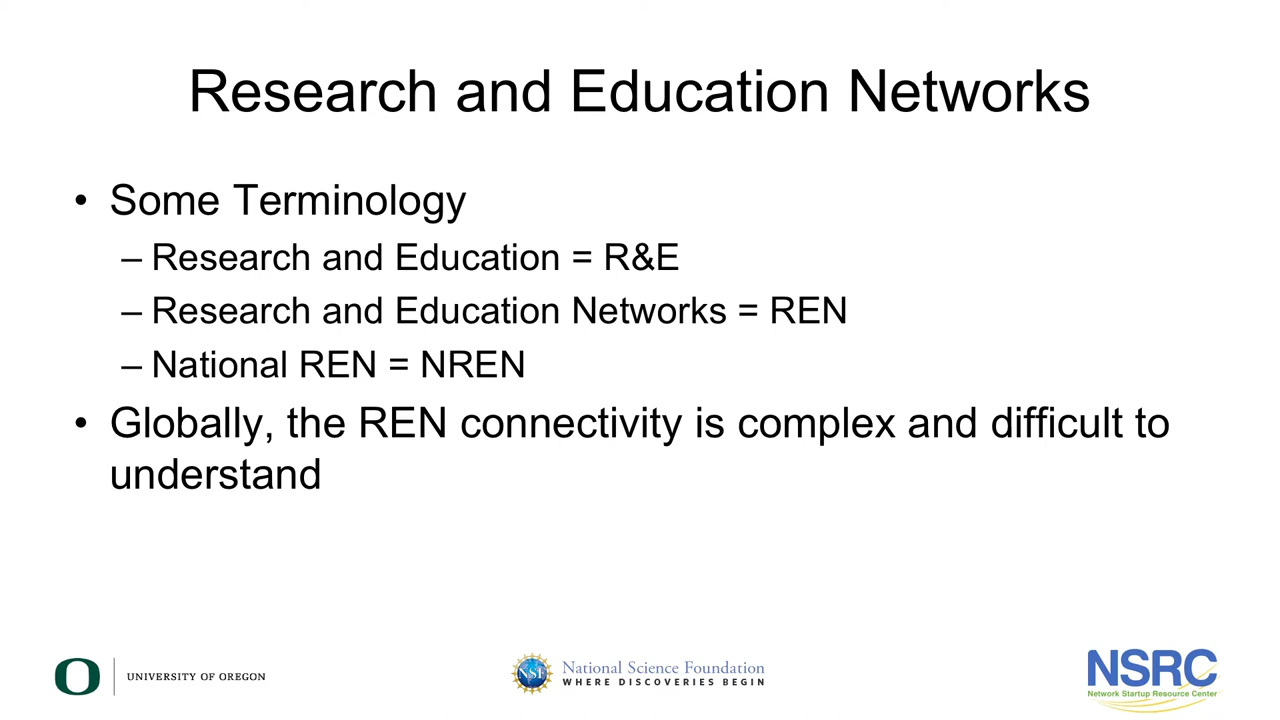 Research and Education Networks
• Some Terminology
– Research and Education = R&E
– Research and Education Networks = REN
– National REN = NREN
• Globally, the REN connectivity is complex and difficult to
understand
O
UNIVERSITY OF OREGON
NSF
National Science Foundation
WHERE DISCOVERIES BEGIN
NSRC
Network Startup Resource Center